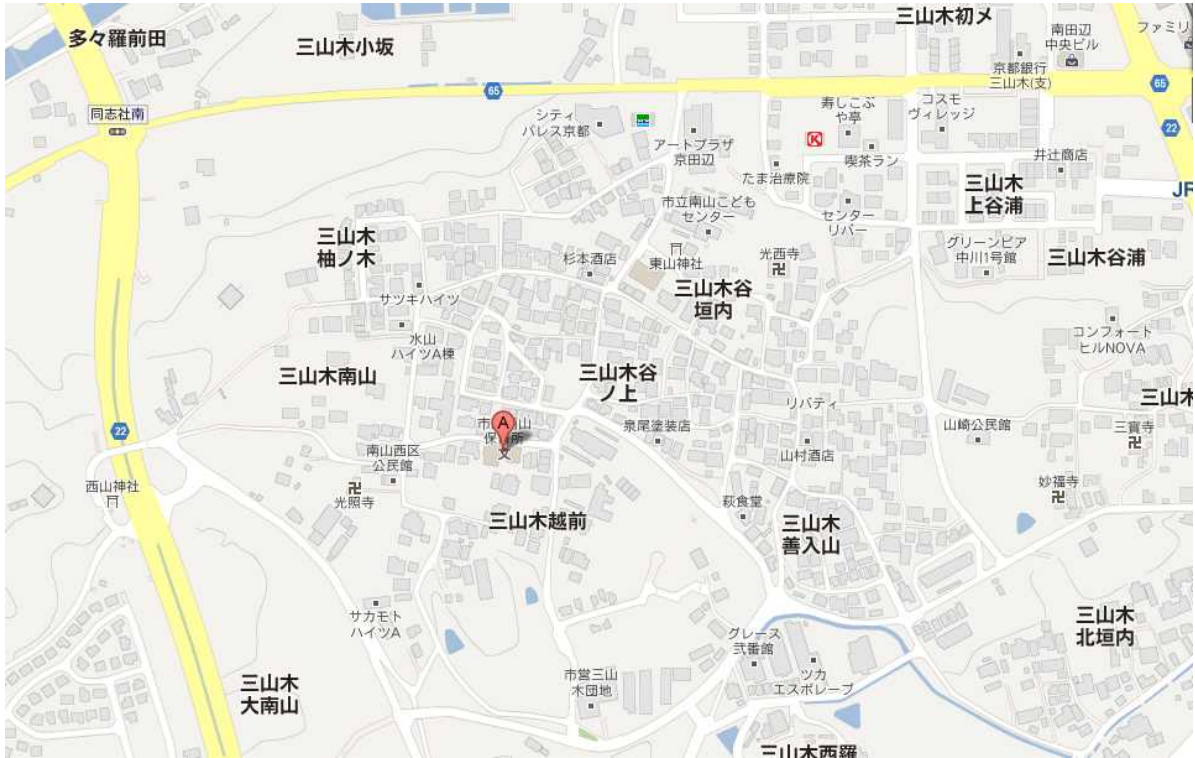 多々羅前田
三山木小坂
三山木初メ
南田辺
中央ビル
ファミリ
京都銀行
三山木(支)
65
65
22
同志社南
シティ
パレス京都
アートプラザ
京田辺
寿しこぶ
や亭
コスモ
ヴィレッジ
K
喫茶ラン
井辻商店
たま治療院
三山木
上谷浦
JR
市立南山こども
センター
センター
リバー
三山木
柚ノ木
杉本酒店
東山神社
光西寺
グリーンピア
中川1号館
三山木谷浦
サツキハイツ
三山木谷
垣内
水山
ハイツA棟
コンフォート
ヒルNOVA
三山木南山
三山木谷
ノ上
リバティ
三山木
22
A
泉尾塗装店
山崎公民館
三寶寺
南山西区
公民館
文
山村酒店
西山神社
光照寺
妙福寺
三山木越前
萩食堂
三山木
善入山
サカモト
ハイツA
三山木
北垣内
グレース
弐番館
市営三山
木団地
ツカ
エスポレーブ
三山木
大南山
三山木西羅